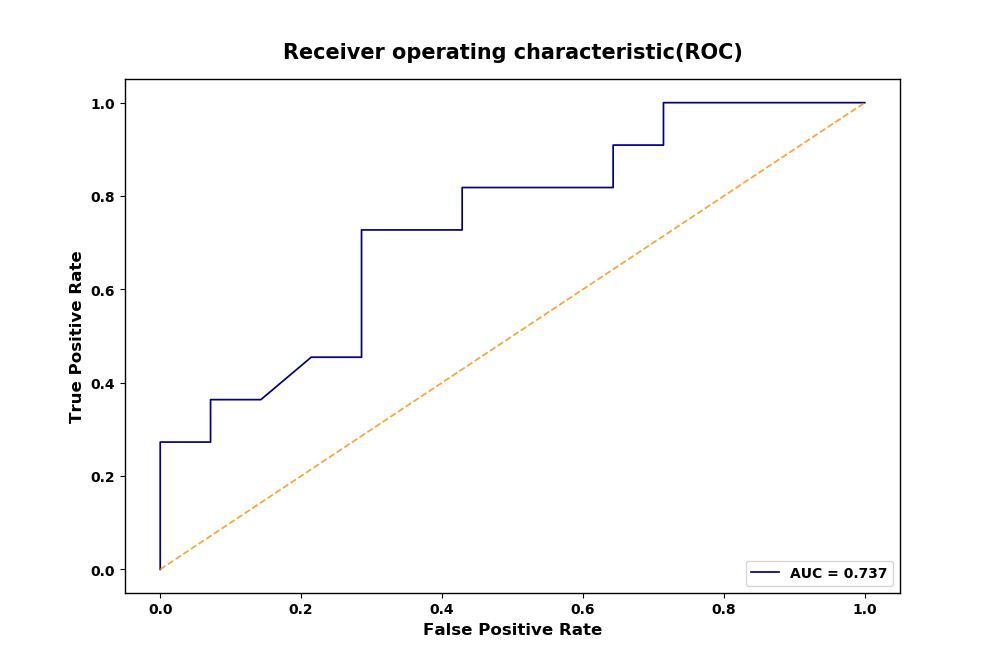 Receiver operating characteristic(ROC)
True Positive Rate
1.0
0.8
0.6
0.4
0.2
0.0
AUC = 0.737
0.0 0.2 0.4 0.6 0.8 1.0
False Positive Rate